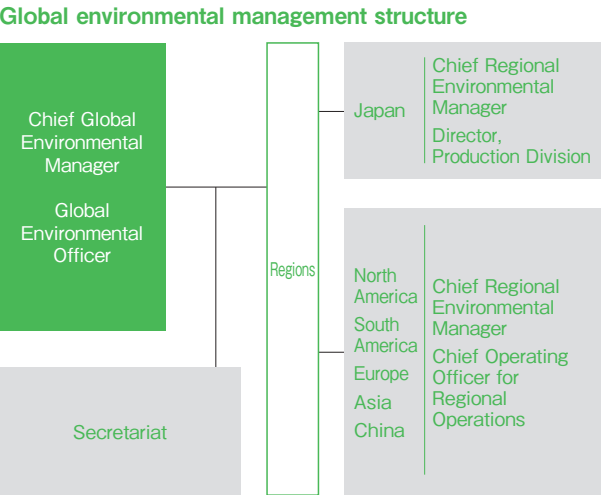 Global environmental management structure
Chief Global
Environmental
Manager
Global
Environmental
Officer
Secretariat
Regions
Japan
Chief Regional
Environmental
Manager
Director,
Production Division
North
America
South
America
Europe
Asia
China
Chief Regional
Environmental
Manager
Chief Operating
Officer for
Regional
Operations